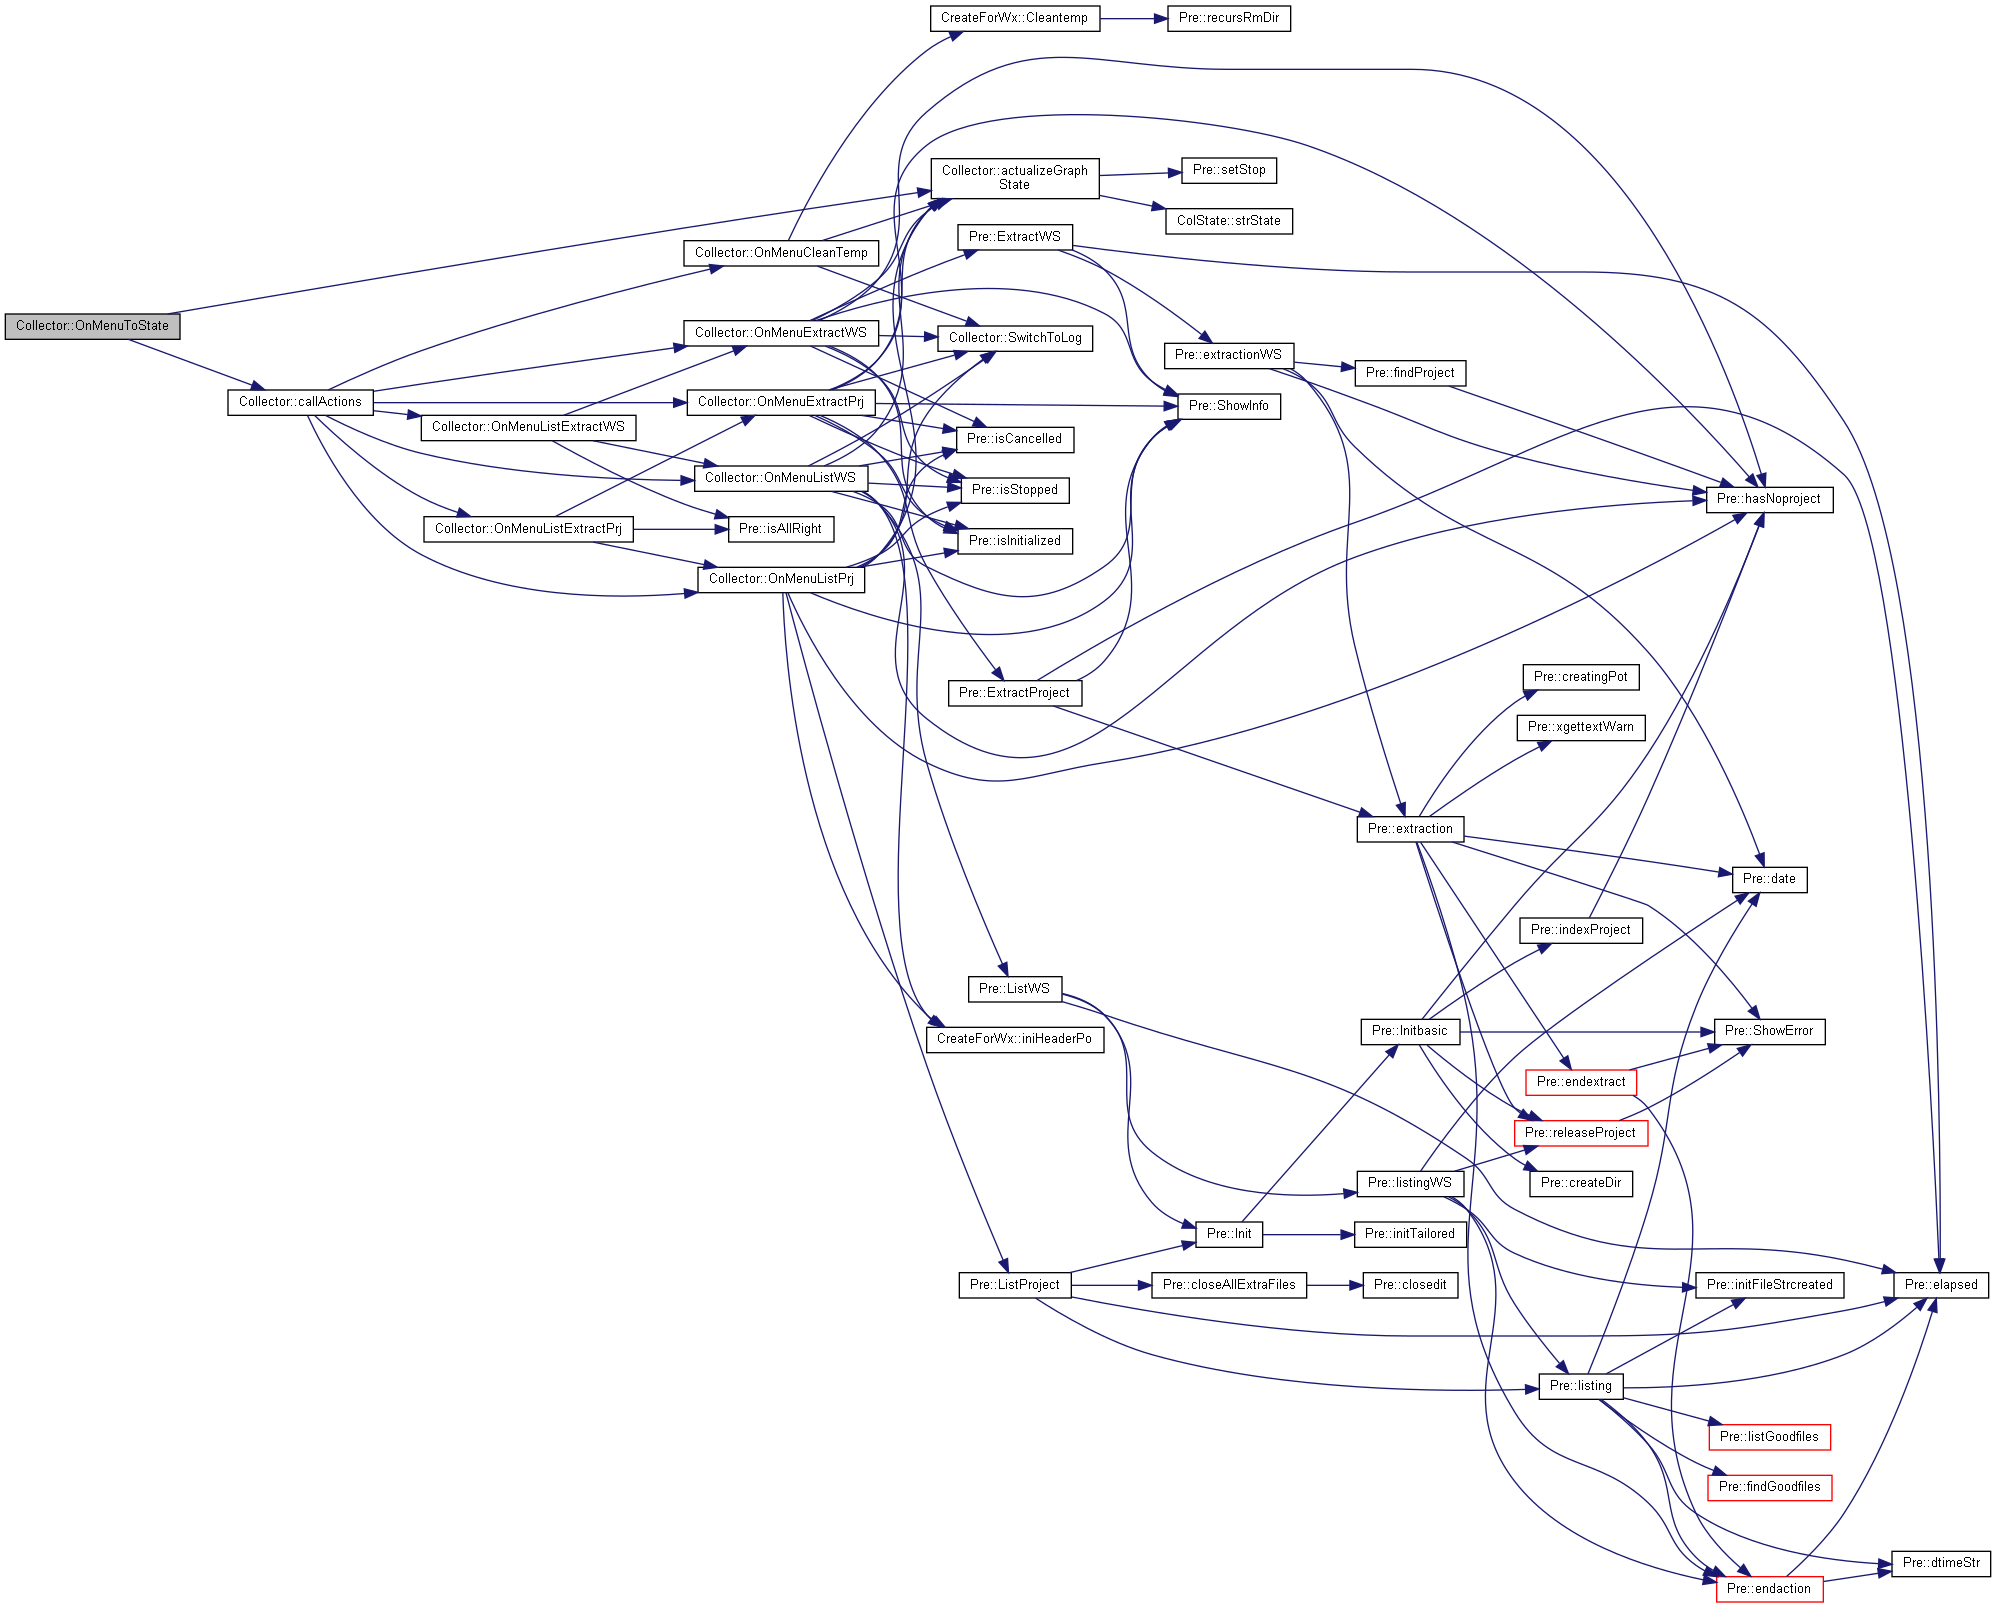 CreateForWx::Cleantemp
Pre::recursRmDir
Collector::actualizeGraph
State
Pre::setStop
ColState::strState
Pre::ExtractWS
Collector::OnMenuCleanTemp
Collector::OnMenuToState
Collector::OnMenuExtractWS
Collector::SwitchToLog
Pre::extractionWS
Pre::findProject
Collector::callActions
Collector::OnMenuExtractPrj
Pre::ShowInfo
Collector::OnMenuListExtractWS
Pre::isCancelled
Collector::OnMenuListWS
Pre::isStopped
Pre::hasNoproject
Collector::OnMenuListExtractPrj
Pre::isAllRight
Pre::isInitialized
Collector::OnMenuListPrj
Pre::creatingPot
Pre::ExtractProject
Pre::xgettextWarn
Pre::extraction
Pre::date
Pre::indexProject
Pre::ListWS
Pre::Initbasic
Pre::ShowError
CreateForWx::iniHeaderPo
Pre::endextract
Pre::releaseProject
Pre::listingWS
Pre::createDir
Pre::Init
Pre::initTailored
Pre::ListProject
Pre::closeAllExtraFiles
Pre::closedit
Pre::initFileStrcreated
Pre::elapsed
Pre::listing
Pre::listGoodfiles
Pre::findGoodfiles
Pre::dtimeStr
Pre::endaction